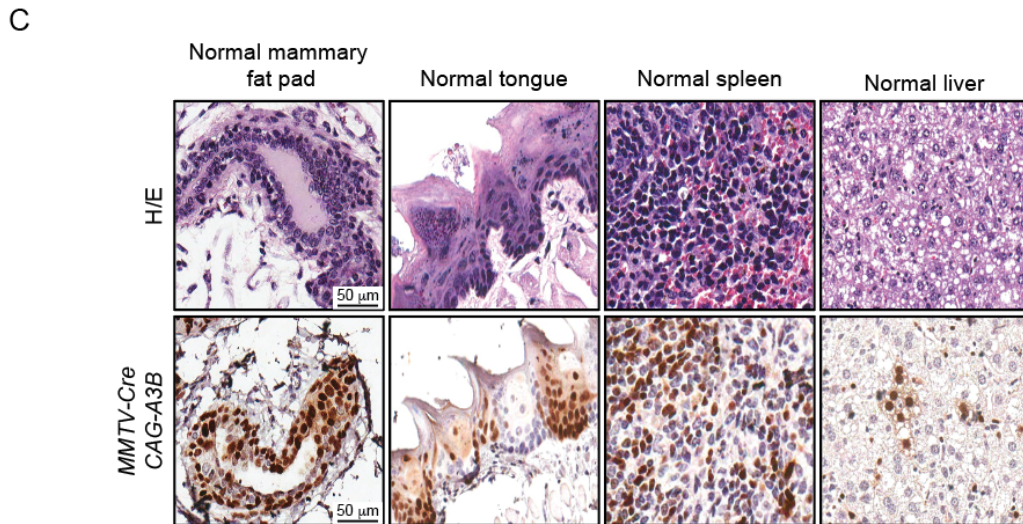 C
Normal mammary
fat pad
Normal tongue
Normal spleen
Normal liver
H/E
50 µm
MMTV-Cre
CAG-A3B
50 µm